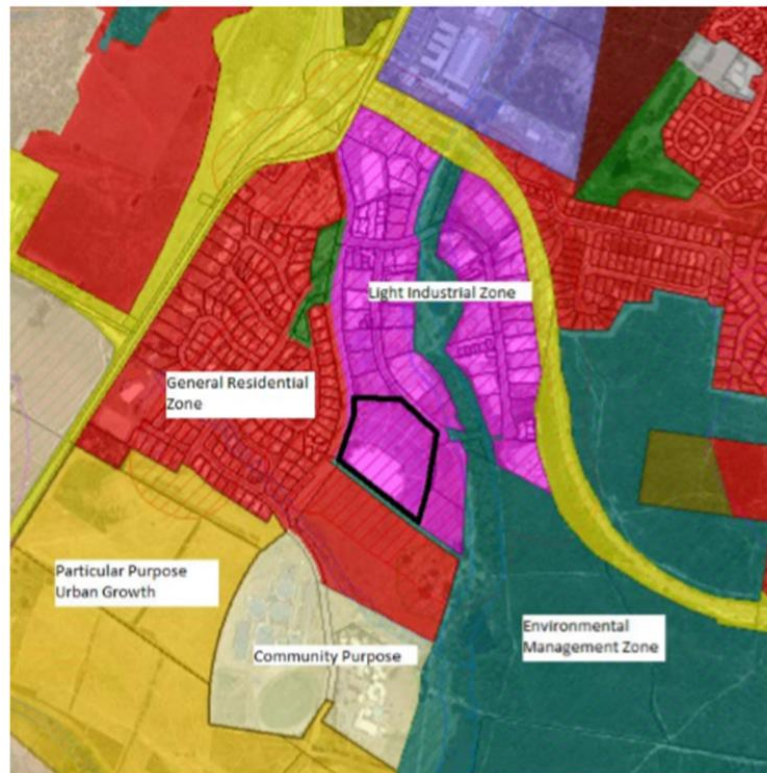 Light Industrial Zone
General Residential
Zone
Particular Purpose
Urban Growth
Community Purpose
Environmental
Management Zone